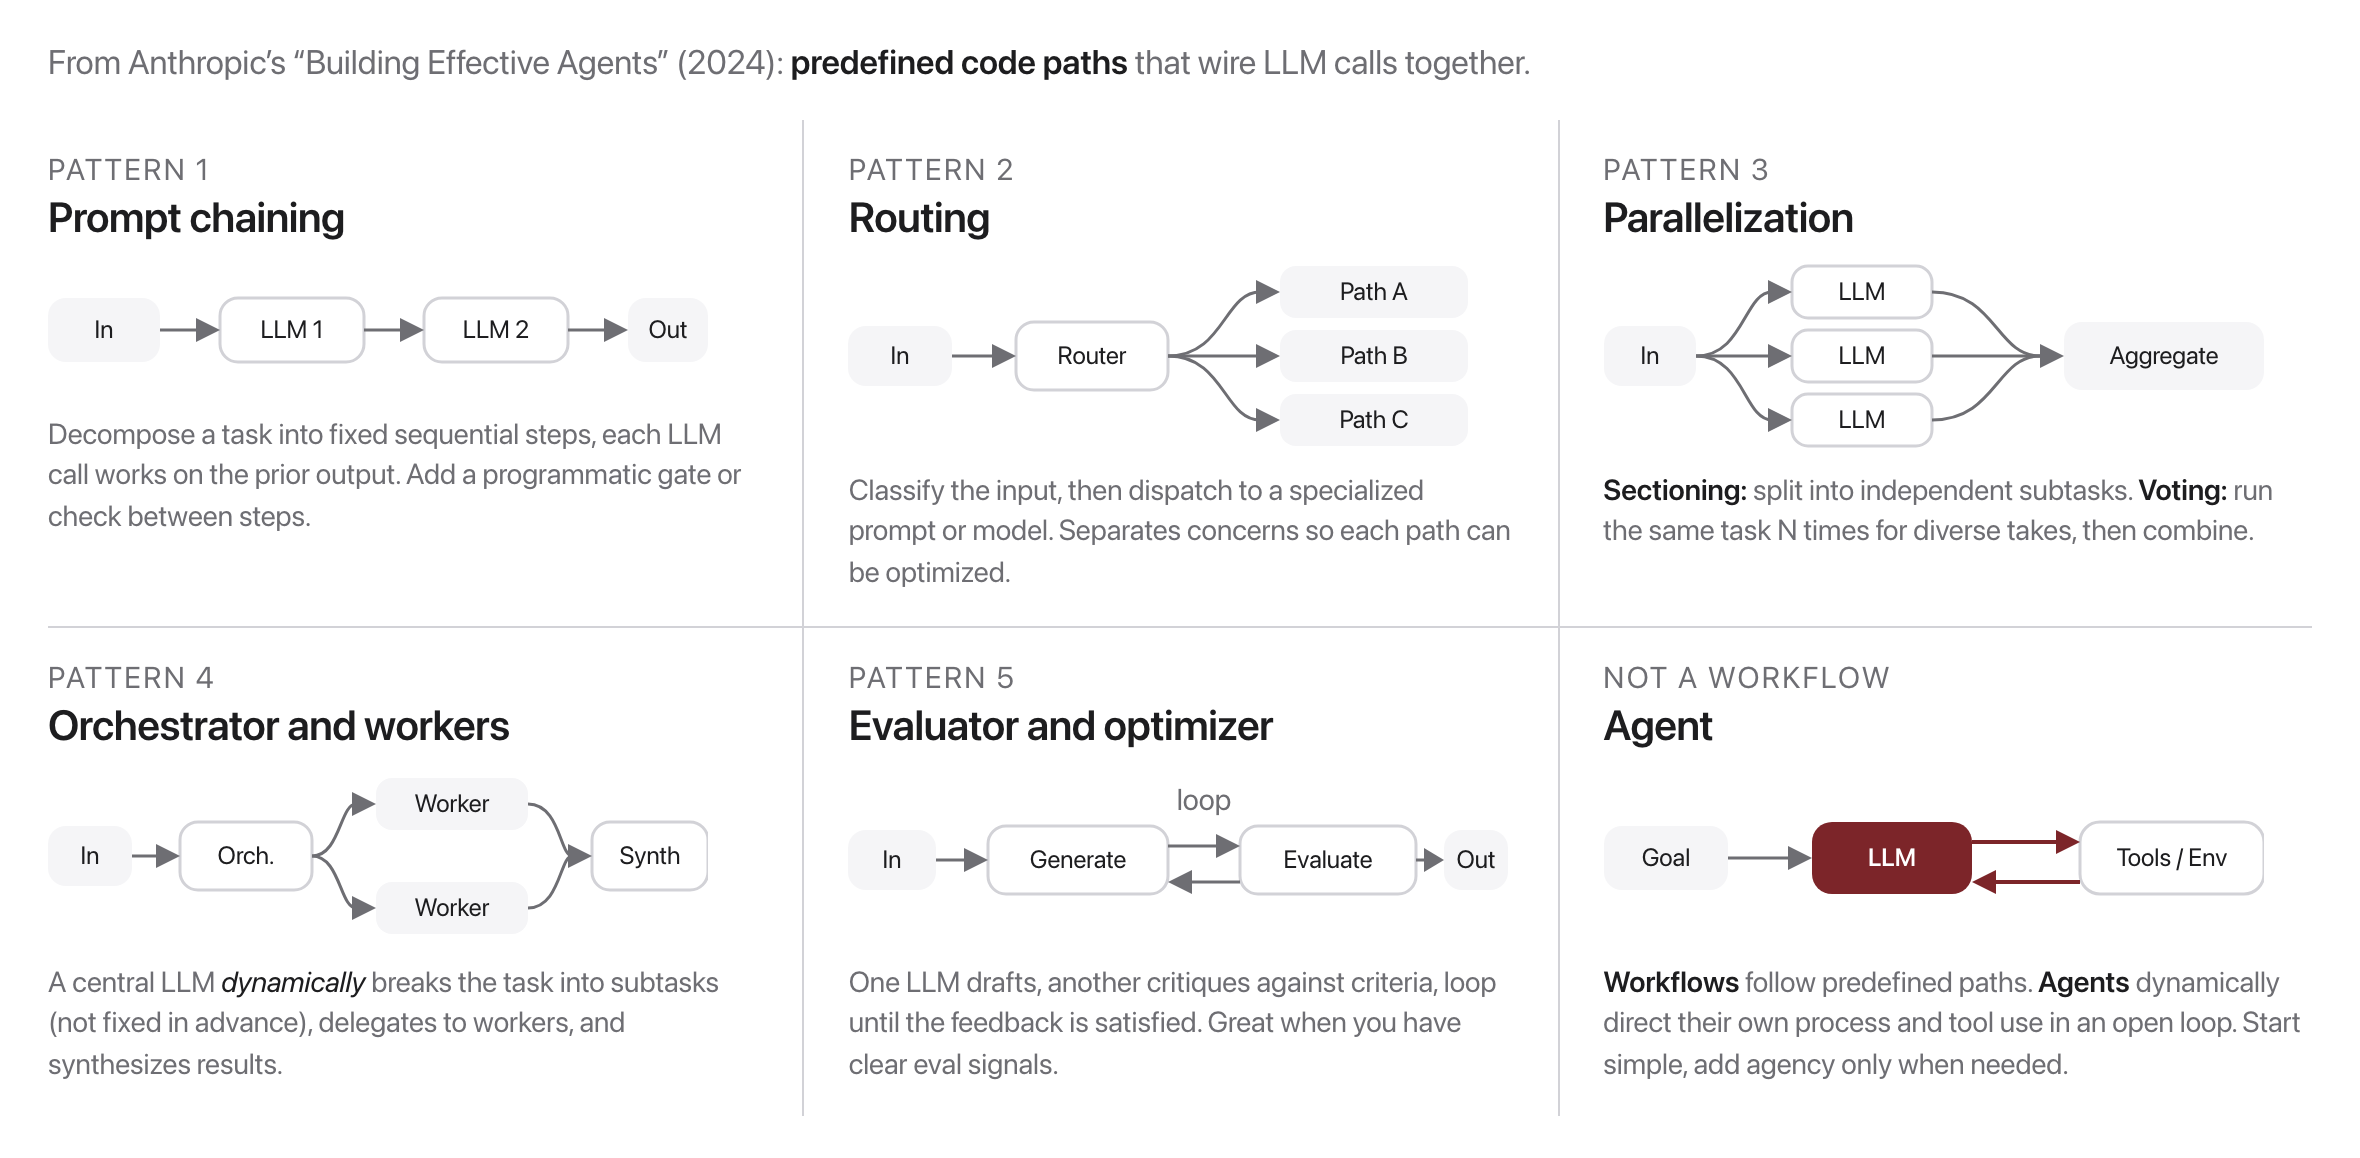 From Anthropic’s “Building Effective Agents” (2024): predefined code paths that wire LLM calls together.
PATTERN 1
Prompt chaining
In
LLM 1
LLM 2
Out
Decompose a task into fixed sequential steps, each LLM
call works on the prior output. Add a programmatic gate or
check between steps.
PATTERN 2
Routing
In
Router
Path A
Path B
Path C
Classify the input, then dispatch to a specialized
prompt or model. Separates concerns so each path can
be optimized.
PATTERN 3
Parallelization
In
LLM
LLM
LLM
Aggregate
Sectioning: split into independent subtasks. Voting: run
the same task N times for diverse takes, then combine.
PATTERN 4
Orchestrator and workers
In
Orch.
Worker
Worker
Synth
A central LLM dynamically breaks the task into subtasks
(not fixed in advance), delegates to workers, and
synthesizes results.
PATTERN 5
Evaluator and optimizer
loop
In
Generate
Evaluate
Out
One LLM drafts, another critiques against criteria, loop
until the feedback is satisfied. Great when you have
clear eval signals.
NOT A WORKFLOW
Agent
Goal
LLM
Tools / Env
Workflows follow predefined paths. Agents dynamically
direct their own process and tool use in an open loop. Start
simple, add agency only when needed.